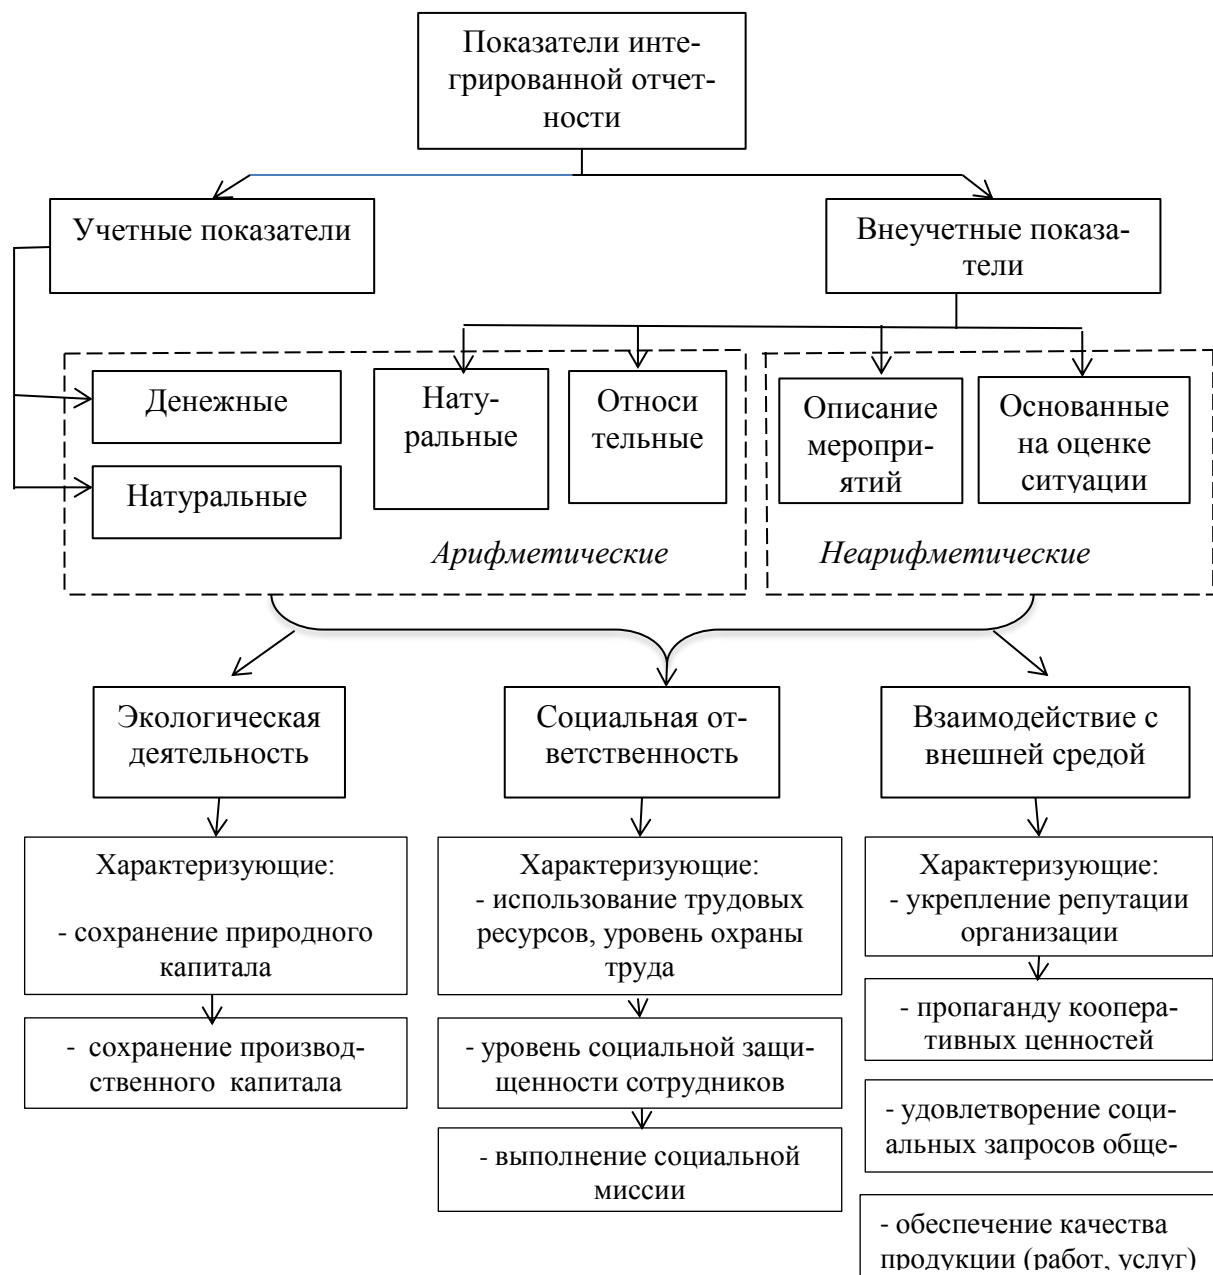 Показатели инте-
грированной отчет-
ности
Учетные показатели
Внеучетные показа-
тели
Денежные
Натуральные
Нату-
ральные
Относи
тельные
Описание
меропри-
ятий
Основанные
на оценке
ситуации
Арифметические
Неарифметические
Экологическая
деятельность
Социальная от-
ветственность
Взаимодействие с
внешней средой
Характеризующие:
- сохранение природного
капитала
- сохранение производ-
ственного капитала
Характеризующие:
- использование трудовых
ресурсов, уровень охраны
труда
- уровень социальной защи-
щенности сотрудников
- выполнение социальной
миссии
Характеризующие:
- укрепление репутации
организации
- пропаганду коопера-
тивных ценностей
- удовлетворение соци-
альных запросов обще-
- обеспечение качества
продукции (работ, услуг)